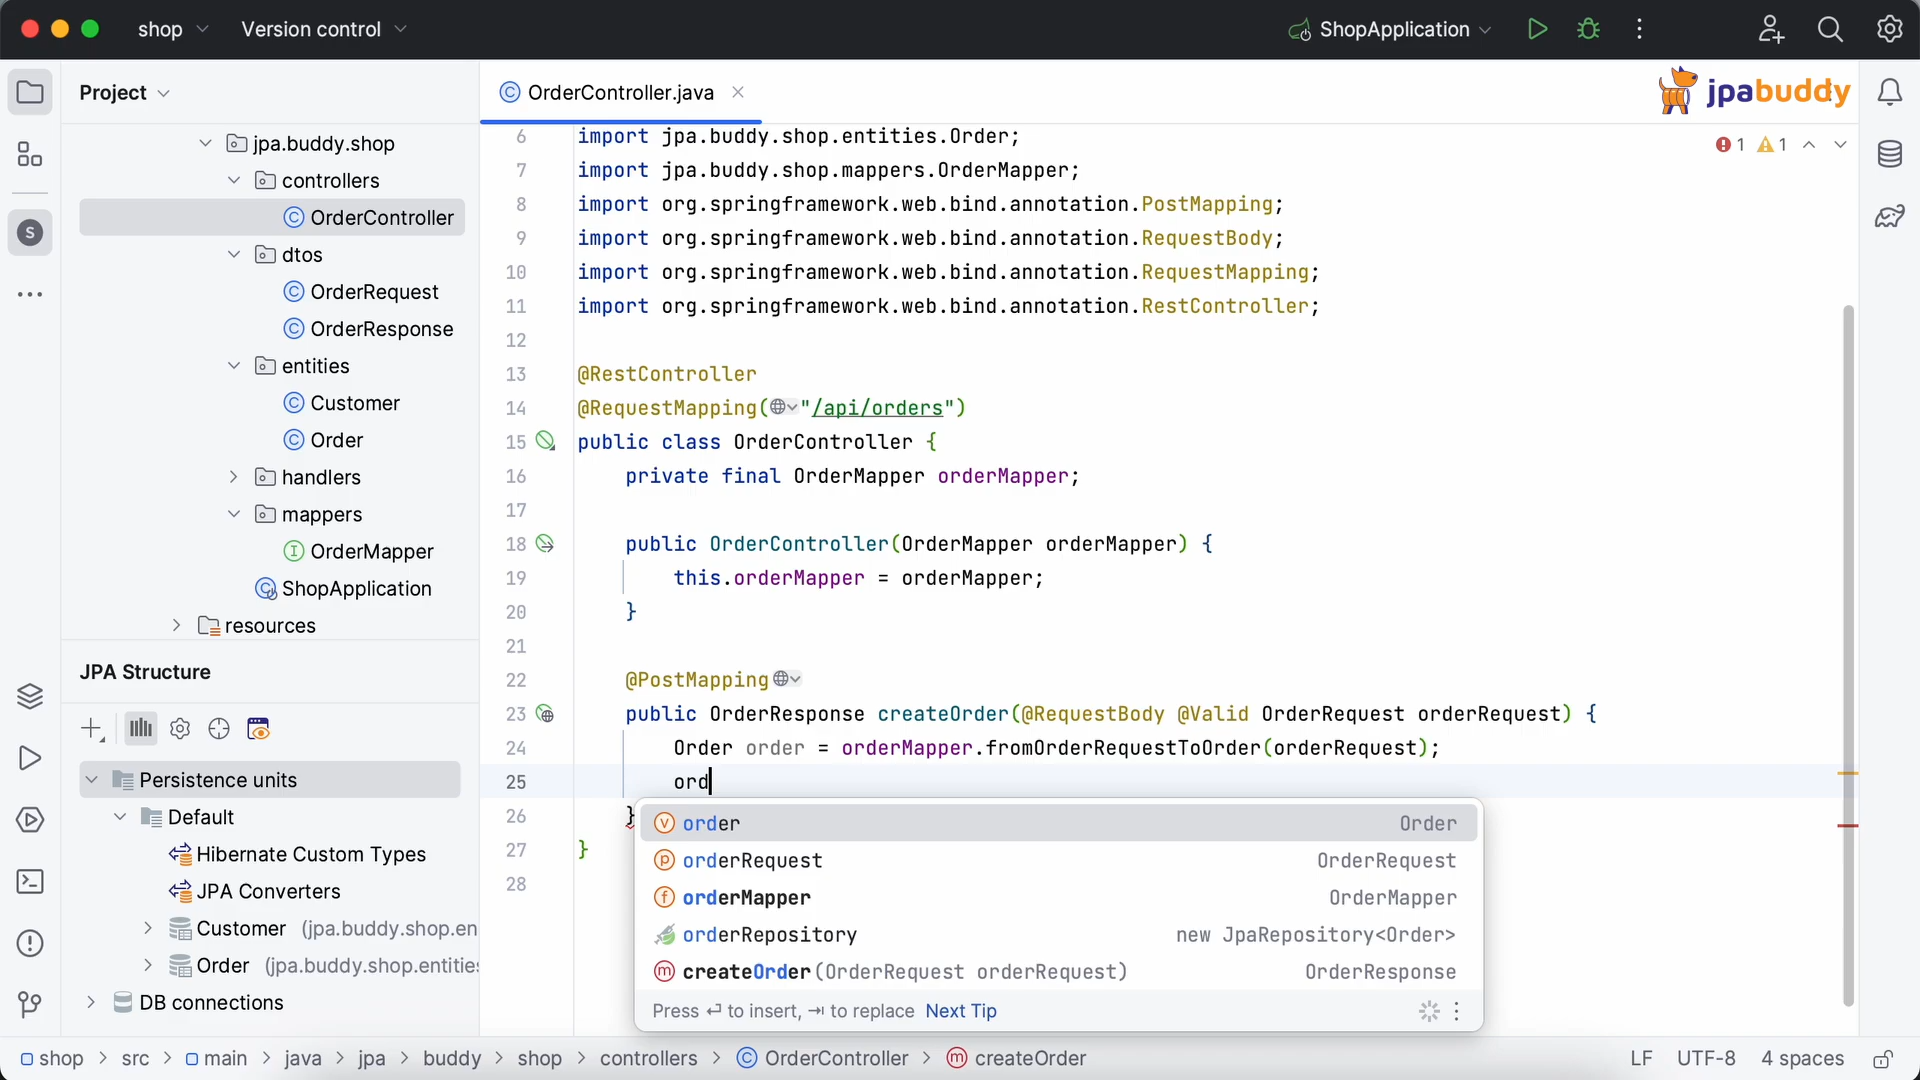 shop
Version control
ShopApplication
Project
OrderController.java
jpabuddy
jpa.buddy.shop
controllers
OrderController
dtos
OrderRequest
OrderResponse
entities
Customer
Order
handlers
mappers
OrderMapper
ShopApplication
resources
S
JPA Structure
Persistence units
Default
Hibernate Custom Types
JPA Converters
Customer (jpa.buddy.shop.en
Order (jpa.buddy.shop.entities
DB connections
1 1
6 import jpa.buddy.shop.entities.Order;
7 import jpa.buddy.shop.mappers.OrderMapper;
8 import org.springframework.web.bind.annotation.PostMapping;
9 import org.springframework.web.bind.annotation.RequestBody;
10 import org.springframework.web.bind.annotation.RequestMapping;
11 import org.springframework.web.bind.annotation.RestController;
12
13 @RestController
14 @RequestMapping("/api/orders")
15 public class OrderController {
16 private final OrderMapper orderMapper;
17
18 public OrderController(OrderMapper orderMapper) {
19 this.orderMapper = orderMapper;
20 }
21
22 @PostMapping
23 public OrderResponse createOrder(@RequestBody @Valid OrderRequest orderRequest) {
24 Order order = orderMapper.fromOrderRequestToOrder(orderRequest);
25 ord
26 }
27 }
28
order Order
orderRequest OrderRequest
orderMapper OrderMapper
orderRepository new JpaRepository<Order>
createOrder(OrderRequest orderRequest) OrderResponse
Press ↵ to insert, ⇥ to replace Next Tip
shop > src > main > java > jpa > buddy > shop > controllers > OrderController > createOrder
LF UTF-8 4 spaces